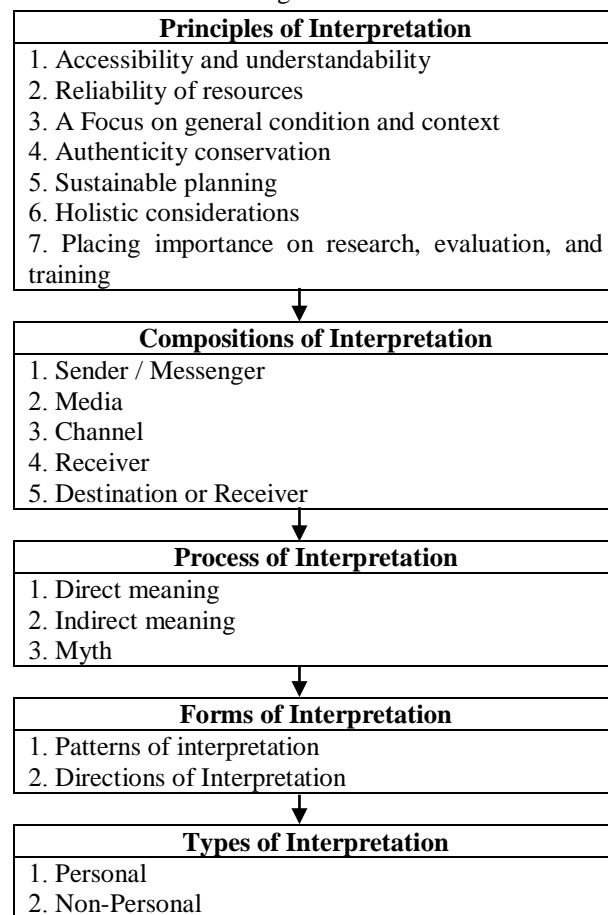 Principles of Interpretation
1. Accessibility and understandability
2. Reliability of resources
3. A Focus on general condition and context
4. Authenticity conservation
5. Sustainable planning
6. Holistic considerations
7. Placing importance on research, evaluation, and
training
Compositions of Interpretation
1. Sender / Messenger
2. Media
3. Channel
4. Receiver
5. Destination or Receiver
Process of Interpretation
1. Direct meaning
2. Indirect meaning
3. Myth
Forms of Interpretation
1. Patterns of interpretation
2. Directions of Interpretation
Types of Interpretation
1. Personal
2. Non-Personal